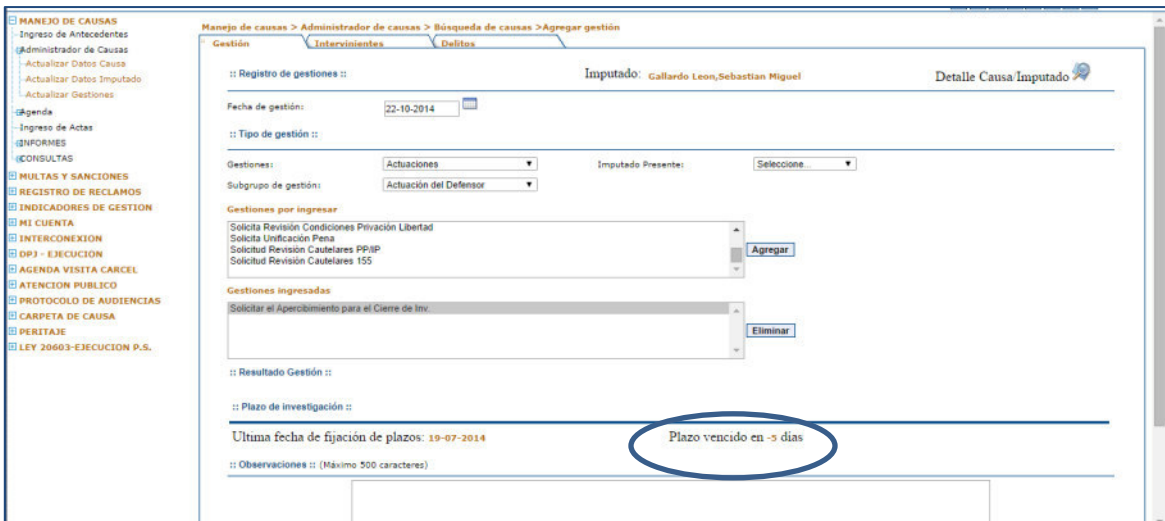 MANEJO DE CAUSAS
Ingreso de Antecedentes
Administrador de Causas
Actualizar Datos Causa
Actualizar Datos Imputado
Actualizar Gestiones
Agenda
Ingreso de Actas
INFORMES
CONSULTAS
MULTAS Y SANCIONES
REGISTRO DE RECLAMOS
INDICADORES DE GESTION
MI CUENTA
INTERCONEXION
DPJ - EJECUCION
AGENDA VISITA CARCEL
ATENCION PUBLICO
PROTOCOLO DE AUDIENCIAS
CARPETA DE CAUSA
PERITAJE
LEY 20603-EJECUCION P.S.
Manejo de causas > Administrador de causas > Búsqueda de causas >Agregar gestión
Gestión Intervinientes Delitos
:: Registro de gestiones :: Imputado: Gallardo Leon,Sebastian Miguel Detalle Causa/Imputado
Fecha de gestión: 22-10-2014
:: Tipo de gestión ::
Gestiones: Actuaciones Imputado Presente: Seleccione...
Subgrupo de gestión: Actuación del Defensor
Gestiones por ingresar
Solicita Revisión Condiciones Privación Libertad
Solicita Unificación Pena
Solicitud Revisión Cautelares PP/IP
Solicitud Revisión Cautelares 155
Agregar
Gestiones ingresadas
Solicitar el Apercibimiento para el Cierre de Inv.
Eliminar
:: Resultado Gestión ::
:: Plazo de investigación ::
Ultima fecha de fijación de plazos: 19-07-2014 Plazo vencido en -5 días
:: Observaciones :: (Máximo 500 caracteres)